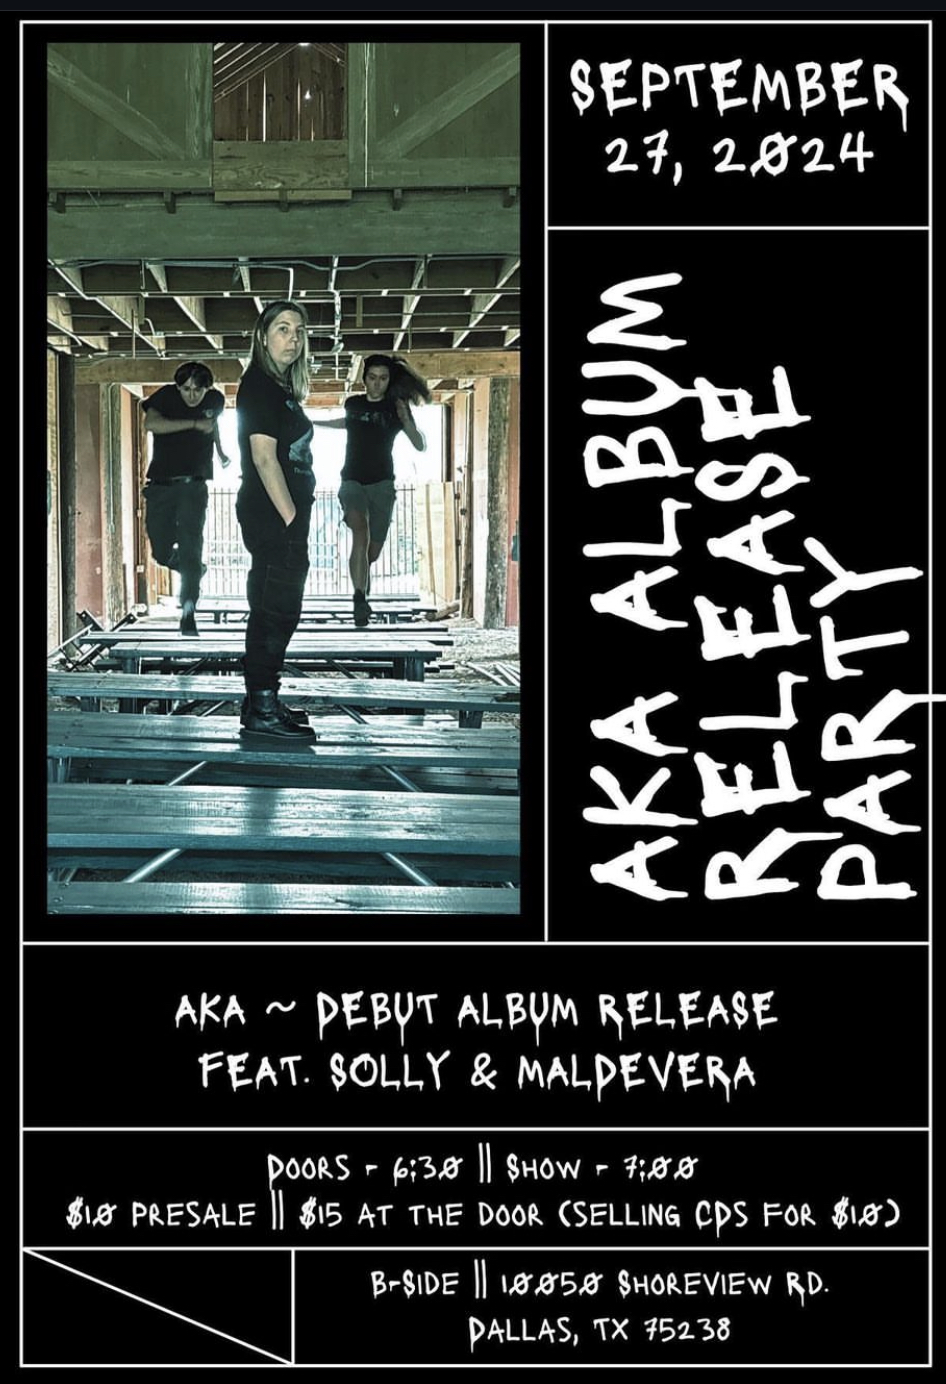 SEPTEMBER
27, 2024
AKA ALBUM
RELEASE
PARTY
AKA ~ DEBUT ALBUM RELEASE
FEAT. SOLLY & MALDEVERA
DOORS - 6:30 || SHOW - 7:00
$10 PRESALE || $15 AT THE DOOR (SELLING CDS FOR $10)
B-SIDE || 10050 SHOREVIEW RD.
DALLAS, TX 75238